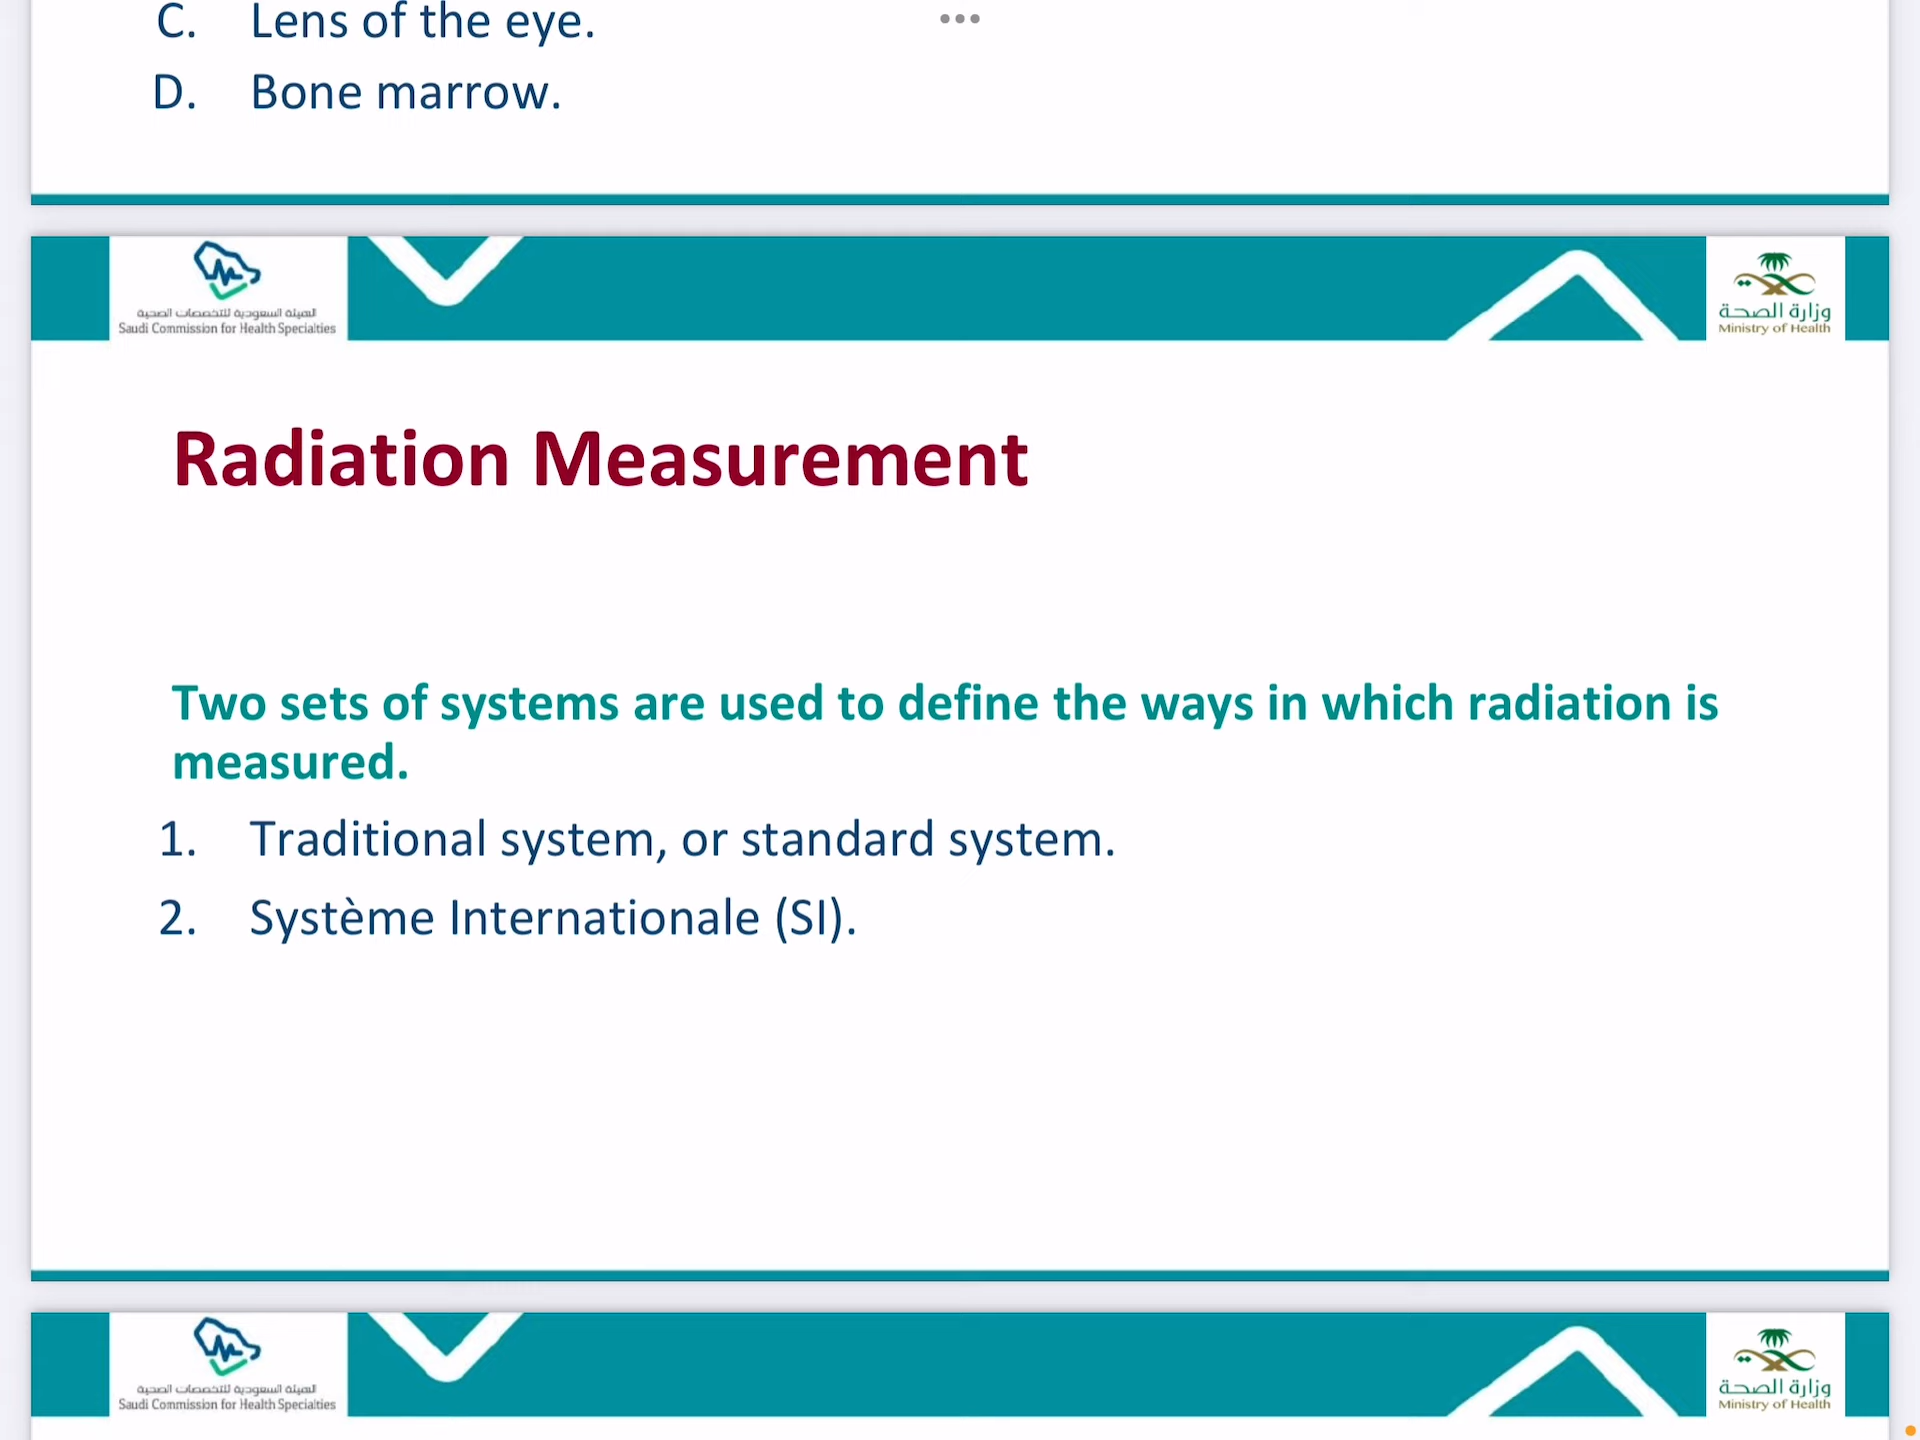 C. Lens of the eye.
D. Bone marrow.
الهيئة السعودية للتخصصات الصحية
Saudi Commission for Health Specialties
وزارة الصحة
Ministry of Health
Radiation Measurement
Two sets of systems are used to define the ways in which radiation is
measured.
1. Traditional system, or standard system.
2. Système Internationale (SI).
الهيئة السعودية للتخصصات الصحية
Saudi Commission for Health Specialties
وزارة الصحة
Ministry of Health